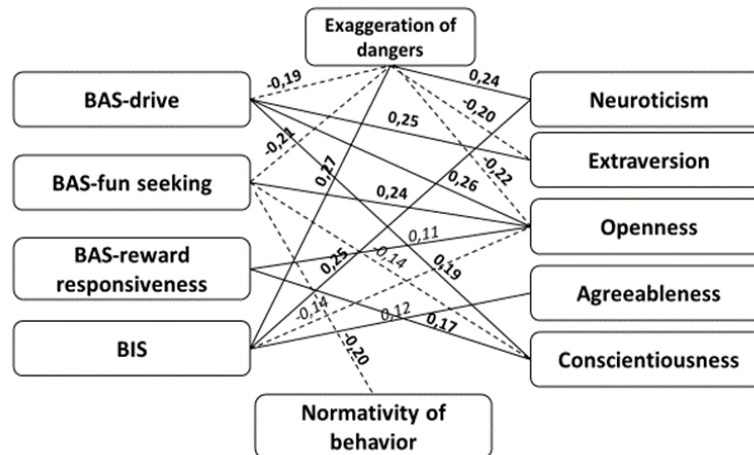 Exaggeration of
dangers
-0,19
0,24
BAS-drive
Neuroticism
-0,20
0,25
-0,21
Extraversion
-0,22
0,27
0,26
BAS-fun seeking
0,24
Openness
0,11
BAS-reward
responsiveness
0,25
-0,14
0,19
Agreeableness
-0,14
0,12
0,17
BIS
-0,20
Conscientiousness
Normativity of
behavior